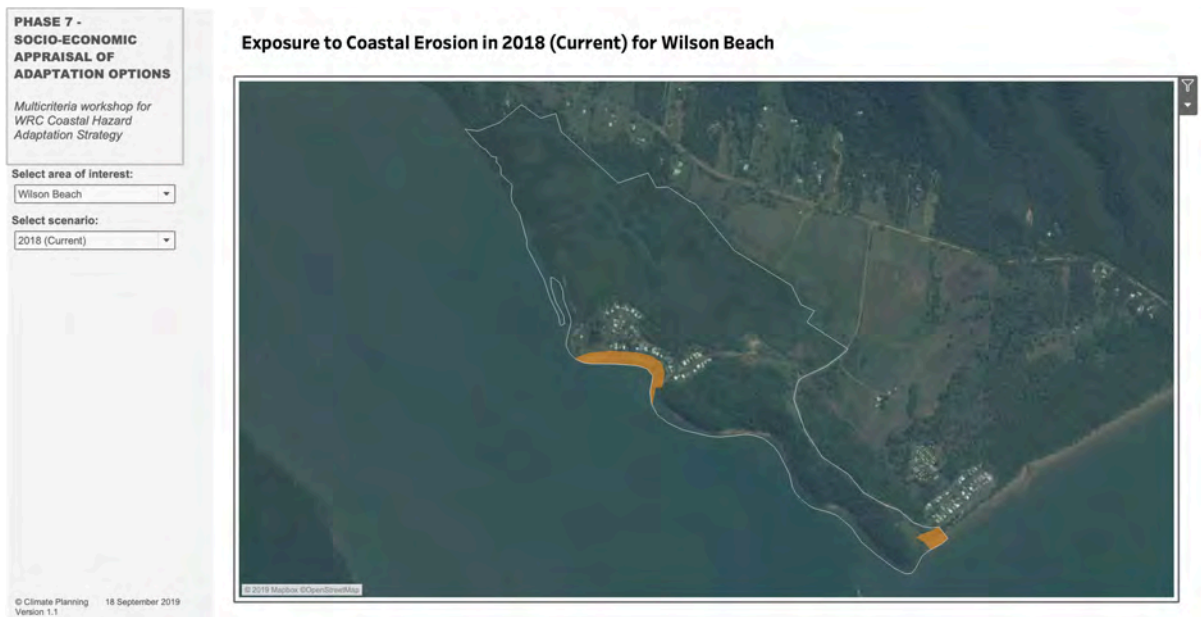 PHASE 7 -
SOCIO-ECONOMIC
APPRAISAL OF
ADAPTATION OPTIONS
Multicriteria workshop for
WRC Coastal Hazard
Adaptation Strategy
Select area of interest:
Wilson Beach
Select scenario:
2018 (Current)
© Climate Planning 18 September 2019
Version 1.1
Exposure to Coastal Erosion in 2018 (Current) for Wilson Beach
© 2019 Mapbox ©OpenStreetMap